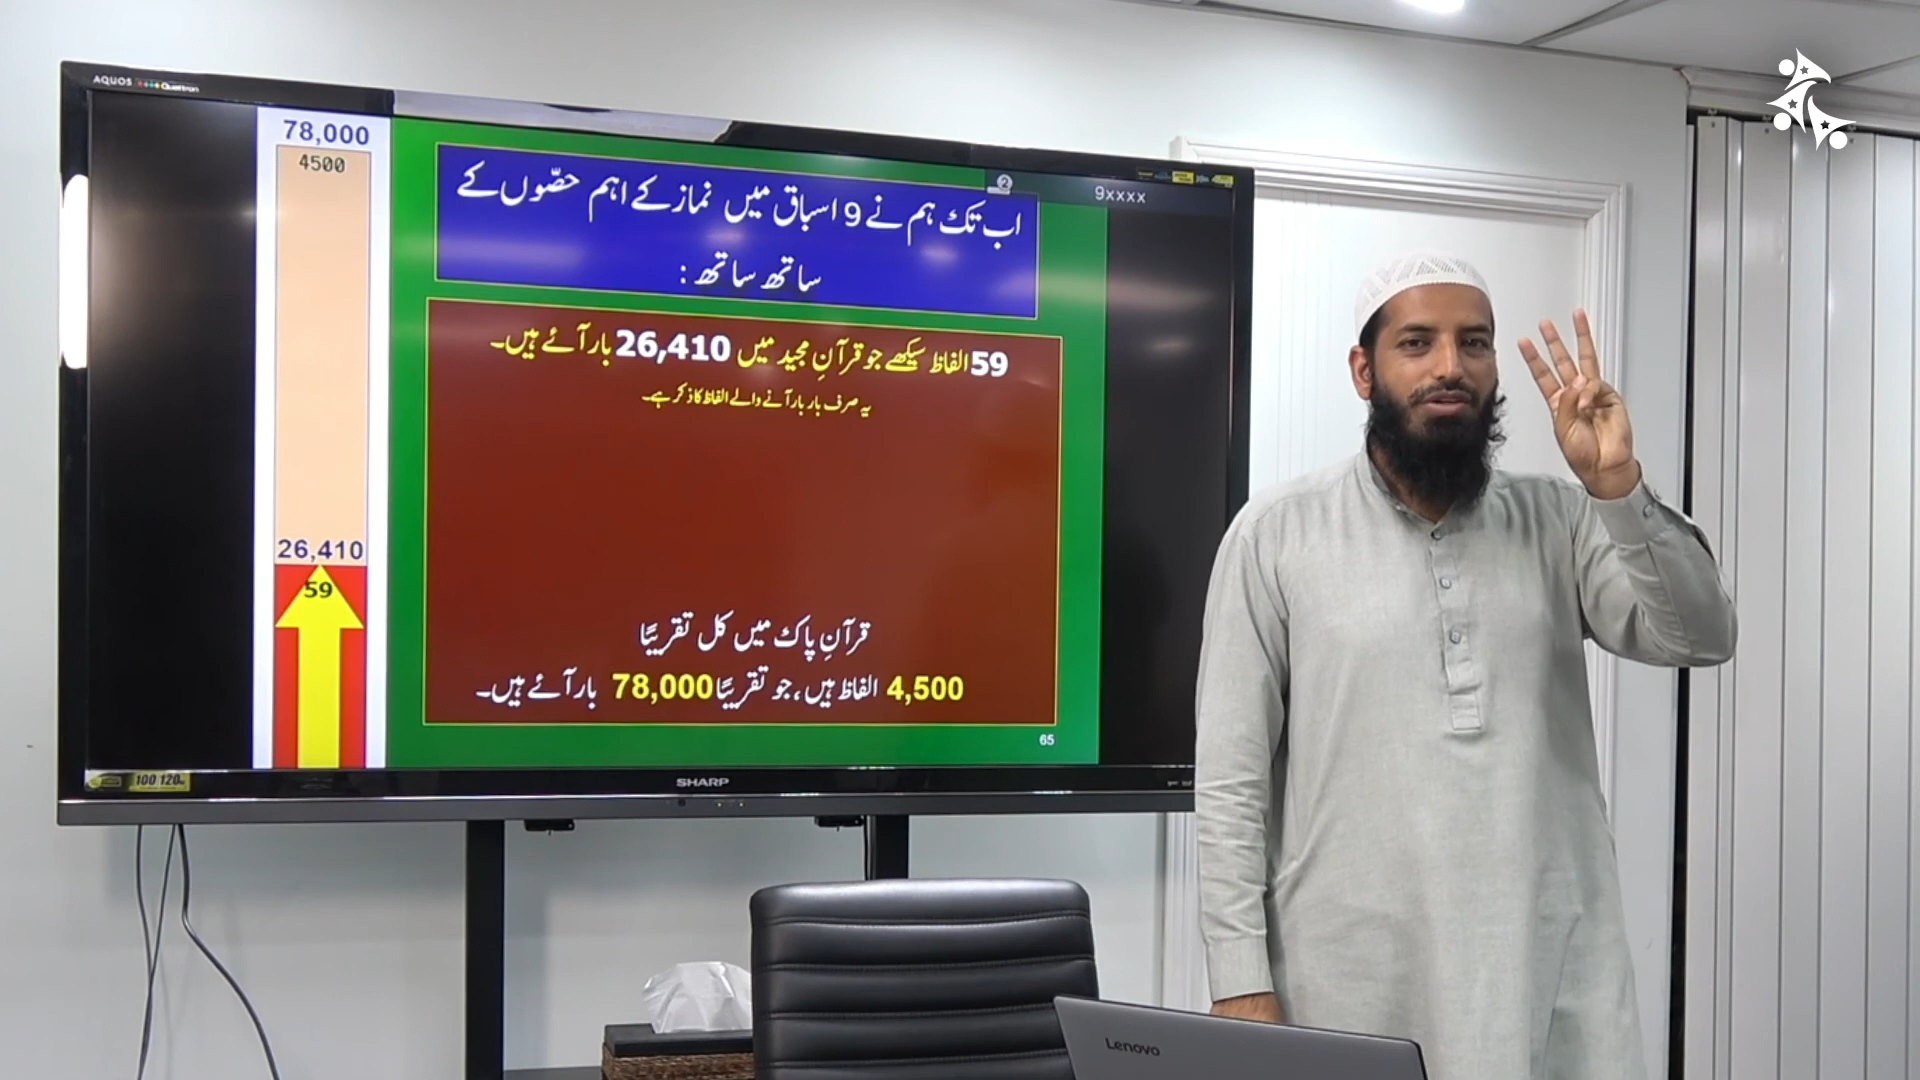 AQUOS Quattron
78,000
4500
26,410
59
9xxxx
اب تک ہم نے 9 اسباق میں نماز کے اہم حصّوں کے
ساتھ ساتھ :
59 الفاظ سیکھے جو قرآنِ مجید میں 26,410 بار آئے ہیں۔
یہ صرف بار بار آنے والے الفاظ کا ذکر ہے۔
قرآنِ پاک میں کل تقریبًا
4,500 الفاظ ہیں، جو تقریبًا 78,000 بار آئے ہیں۔
65
100 120
SHARP
Lenovo